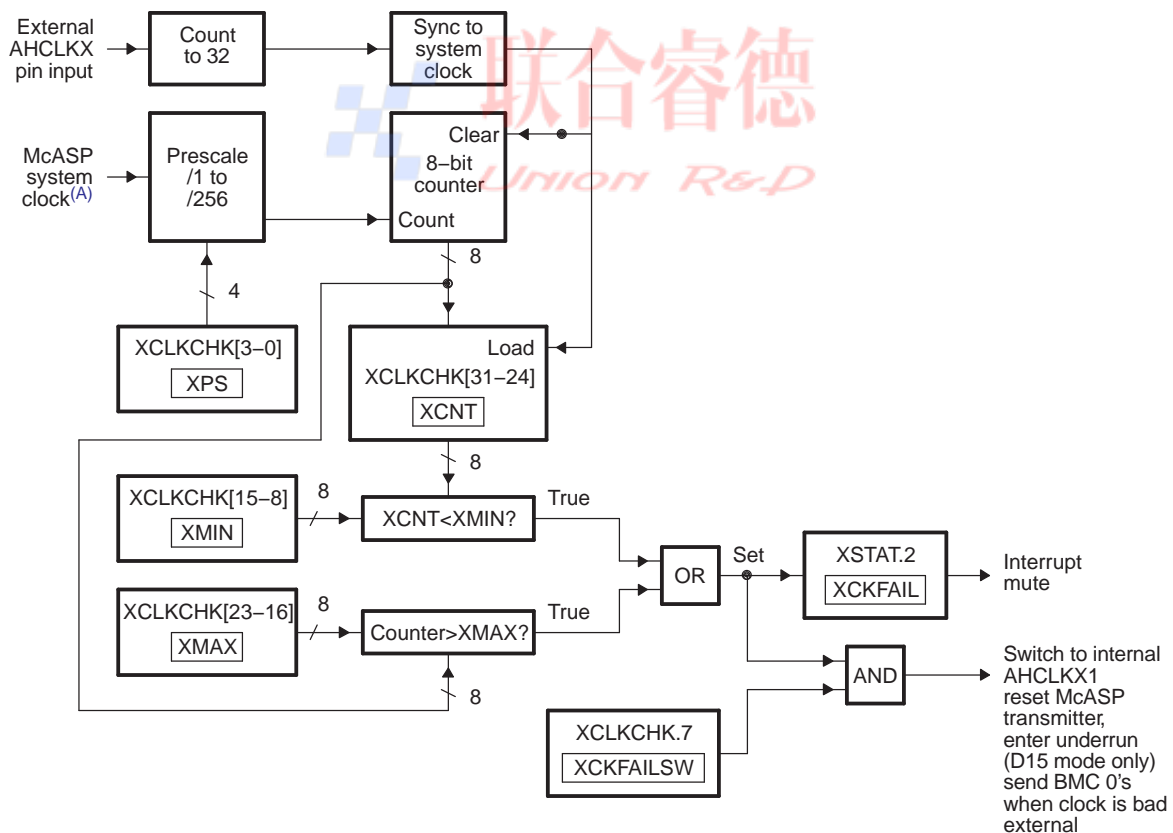 External
AHCLKX
pin input
Count
to 32
Sync to
system
clock
联合睿德
UNION R&D
McASP
system
clock(A)
Prescale
/1 to
/256
Clear
8–bit
counter
Count
8
4
XCLKCHK[3–0]
XPS
Load
XCLKCHK[31–24]
XCNT
8
XCLKCHK[15–8]
XMIN
8
XCNT<XMIN?
True
XCLKCHK[23–16]
XMAX
8
Counter>XMAX?
True
8
OR
Set
XSTAT.2
XCKFAIL
Interrupt
mute
AND
XCLKCHK.7
XCKFAILSW
Switch to internal
AHCLKX1
reset McASP
transmitter,
enter underrun
(D15 mode only)
send BMC 0's
when clock is bad
external